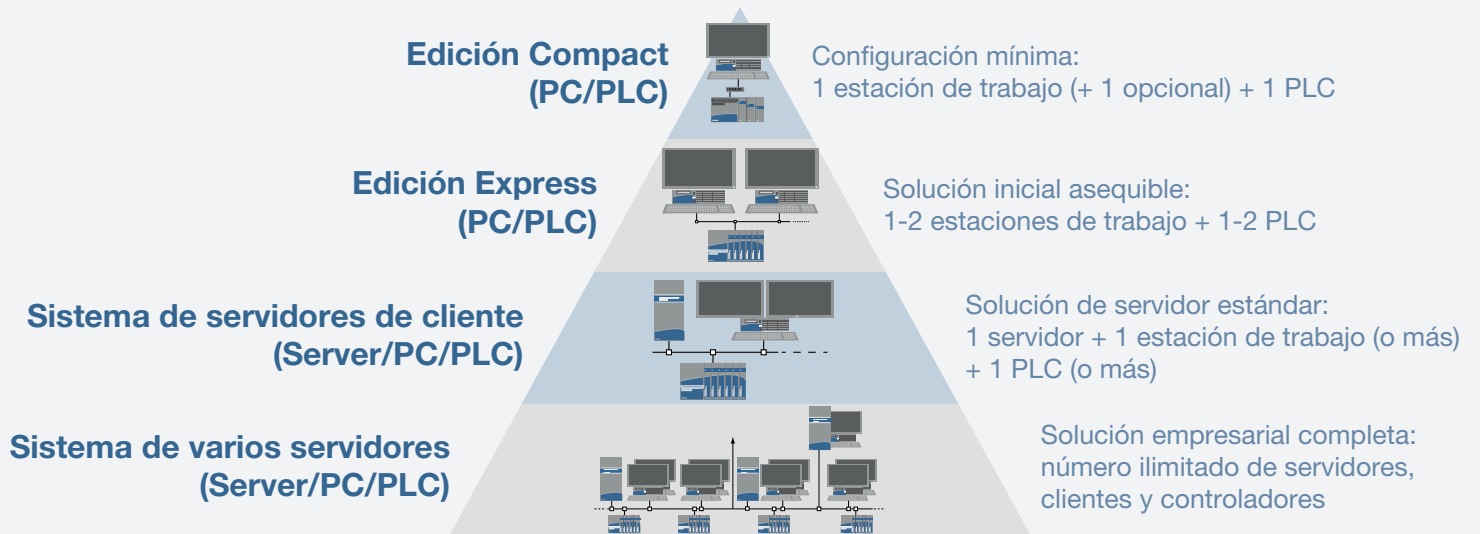 Edición Compact
(PC/PLC)
Configuración mínima:
1 estación de trabajo (+ 1 opcional) + 1 PLC
Edición Express
(PC/PLC)
Solución inicial asequible:
1-2 estaciones de trabajo + 1-2 PLC
Sistema de servidores de cliente
(Server/PC/PLC)
Solución de servidor estándar:
1 servidor + 1 estación de trabajo (o más)
+ 1 PLC (o más)
Sistema de varios servidores
(Server/PC/PLC)
Solución empresarial completa:
número ilimitado de servidores,
clientes y controladores